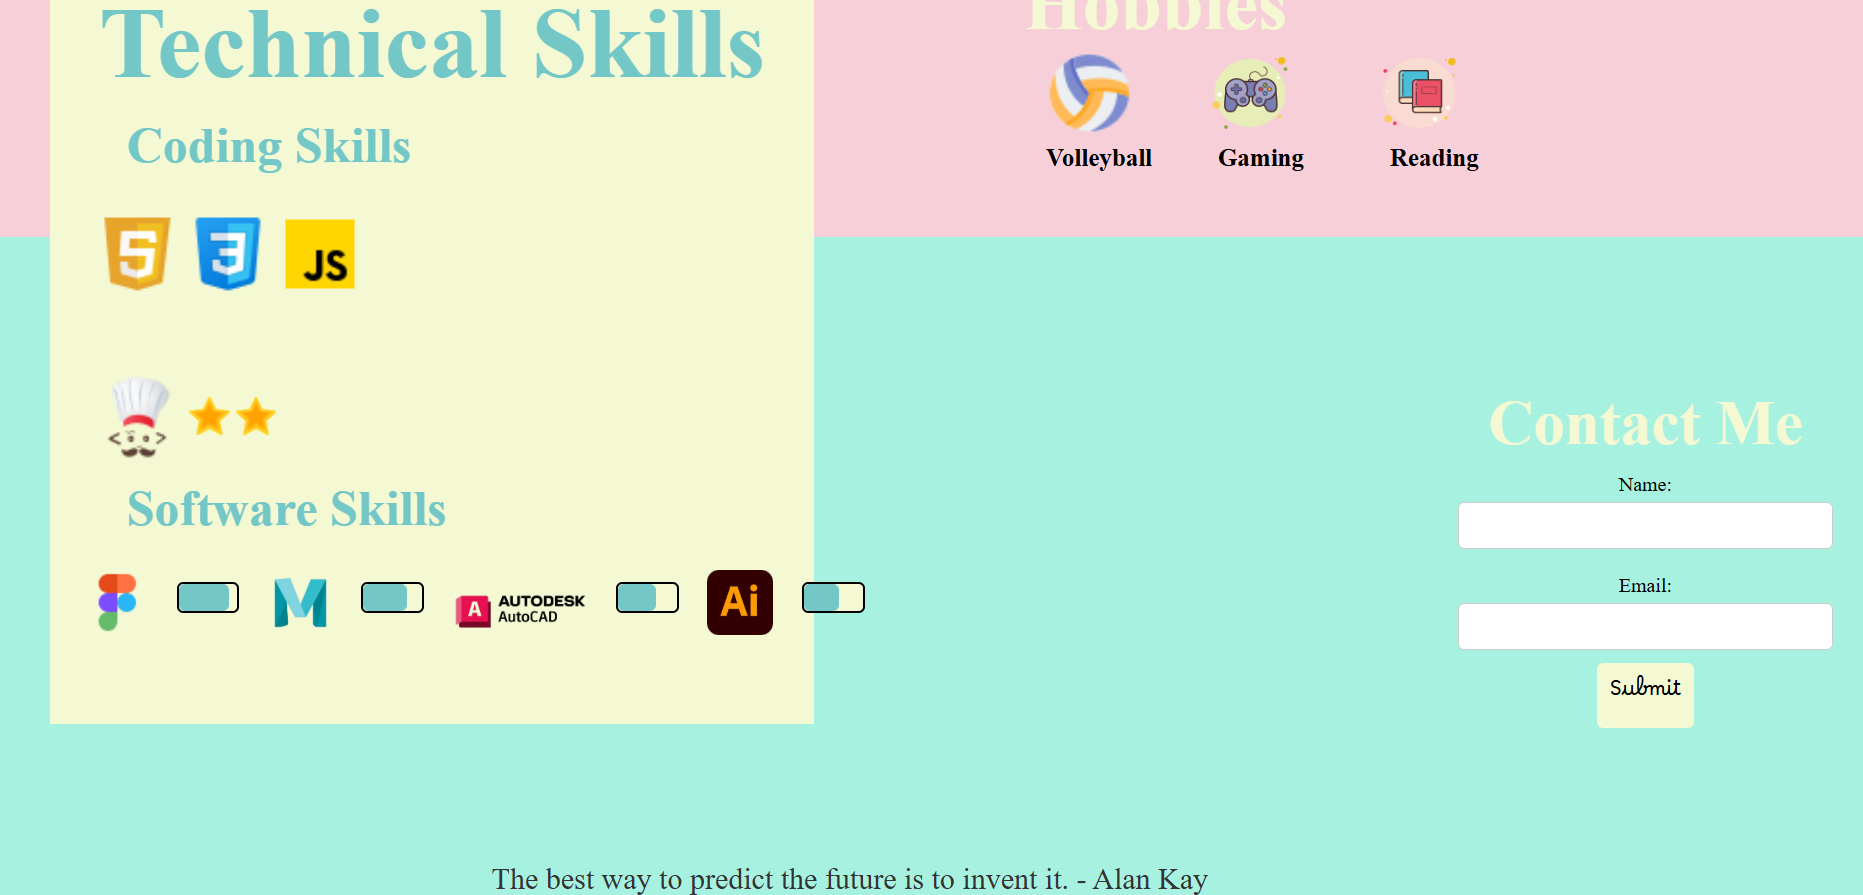 Technical Skills
Coding Skills
JS
Software Skills
A AUTODESK
AutoCAD
Ai
Hobbies
Volleyball
Gaming
Reading
Contact Me
Name:
Email:
Submit
The best way to predict the future is to invent it. - Alan Kay